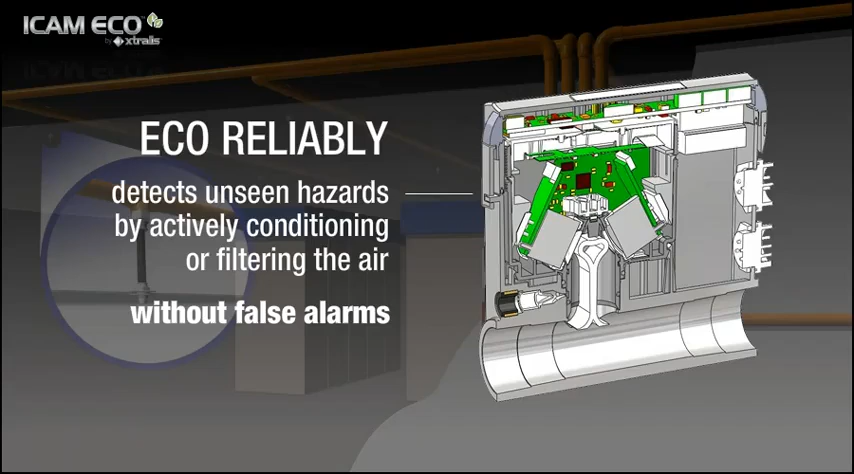 ICAM ECO
by xtralis
ECO RELIABLY
detects unseen hazards
by actively conditioning
or filtering the air
without false alarms